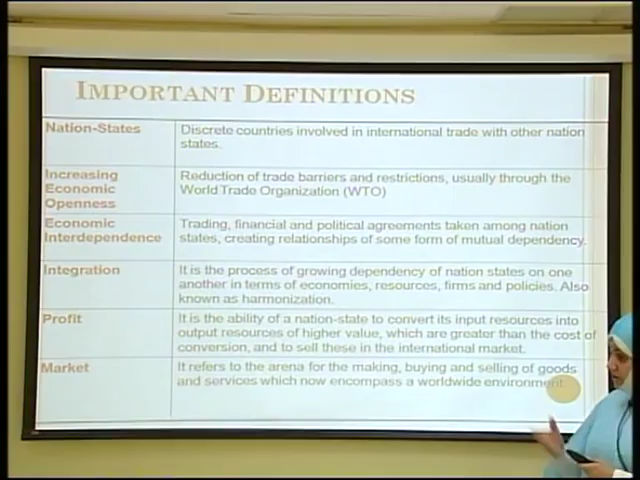 IMPORTANT DEFINITIONS
Nation-States
Discrete countries involved in international trade with other nation
states.
Increasing
Economic
Openness
Reduction of trade barriers and restrictions, usually through the
World Trade Organization (WTO)
Economic
Interdependence
Trading, financial and political agreements taken among nation
states, creating relationships of some form of mutual dependency.
Integration
It is the process of growing dependency of nation states on one
another in terms of economies, resources, firms and policies. Also
known as harmonization.
Profit
It is the ability of a nation-state to convert its input resources into
output resources of higher value, which are greater than the cost of
conversion, and to sell these in the international market.
Market
It refers to the arena for the making, buying and selling of goods
and services which now encompass a worldwide environment